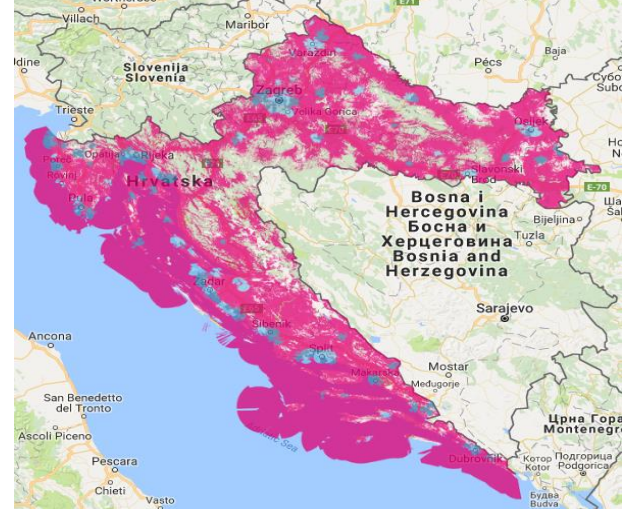 E71
Villach
Maribor
Udine
Slovenija
Slovenia
Varaždin
Pécs
Baja
Trieste
Zagreb
Velika Gorica
Osijek
Poreč
Opatija
Rijeka
Rovinj
Pula
Hrvatska
Slavonski
Brod
E-70
Bosna i
Hercegovina
Босна и
Херцеговина
Bosnia and
Herzegovina
Bijeljina
Tuzla
Zadar
Sarajevo
Šibenik
Ancona
Split
Mostar
Makarska
Međugorje
San Benedetto
del Tronto
Ascoli Piceno
Црна Гора
Montenegro
Dubrovnik
Pescara
Котор
Kotor
Подгорица
Podgorica
Chieti
Vasto
Будва
Budva